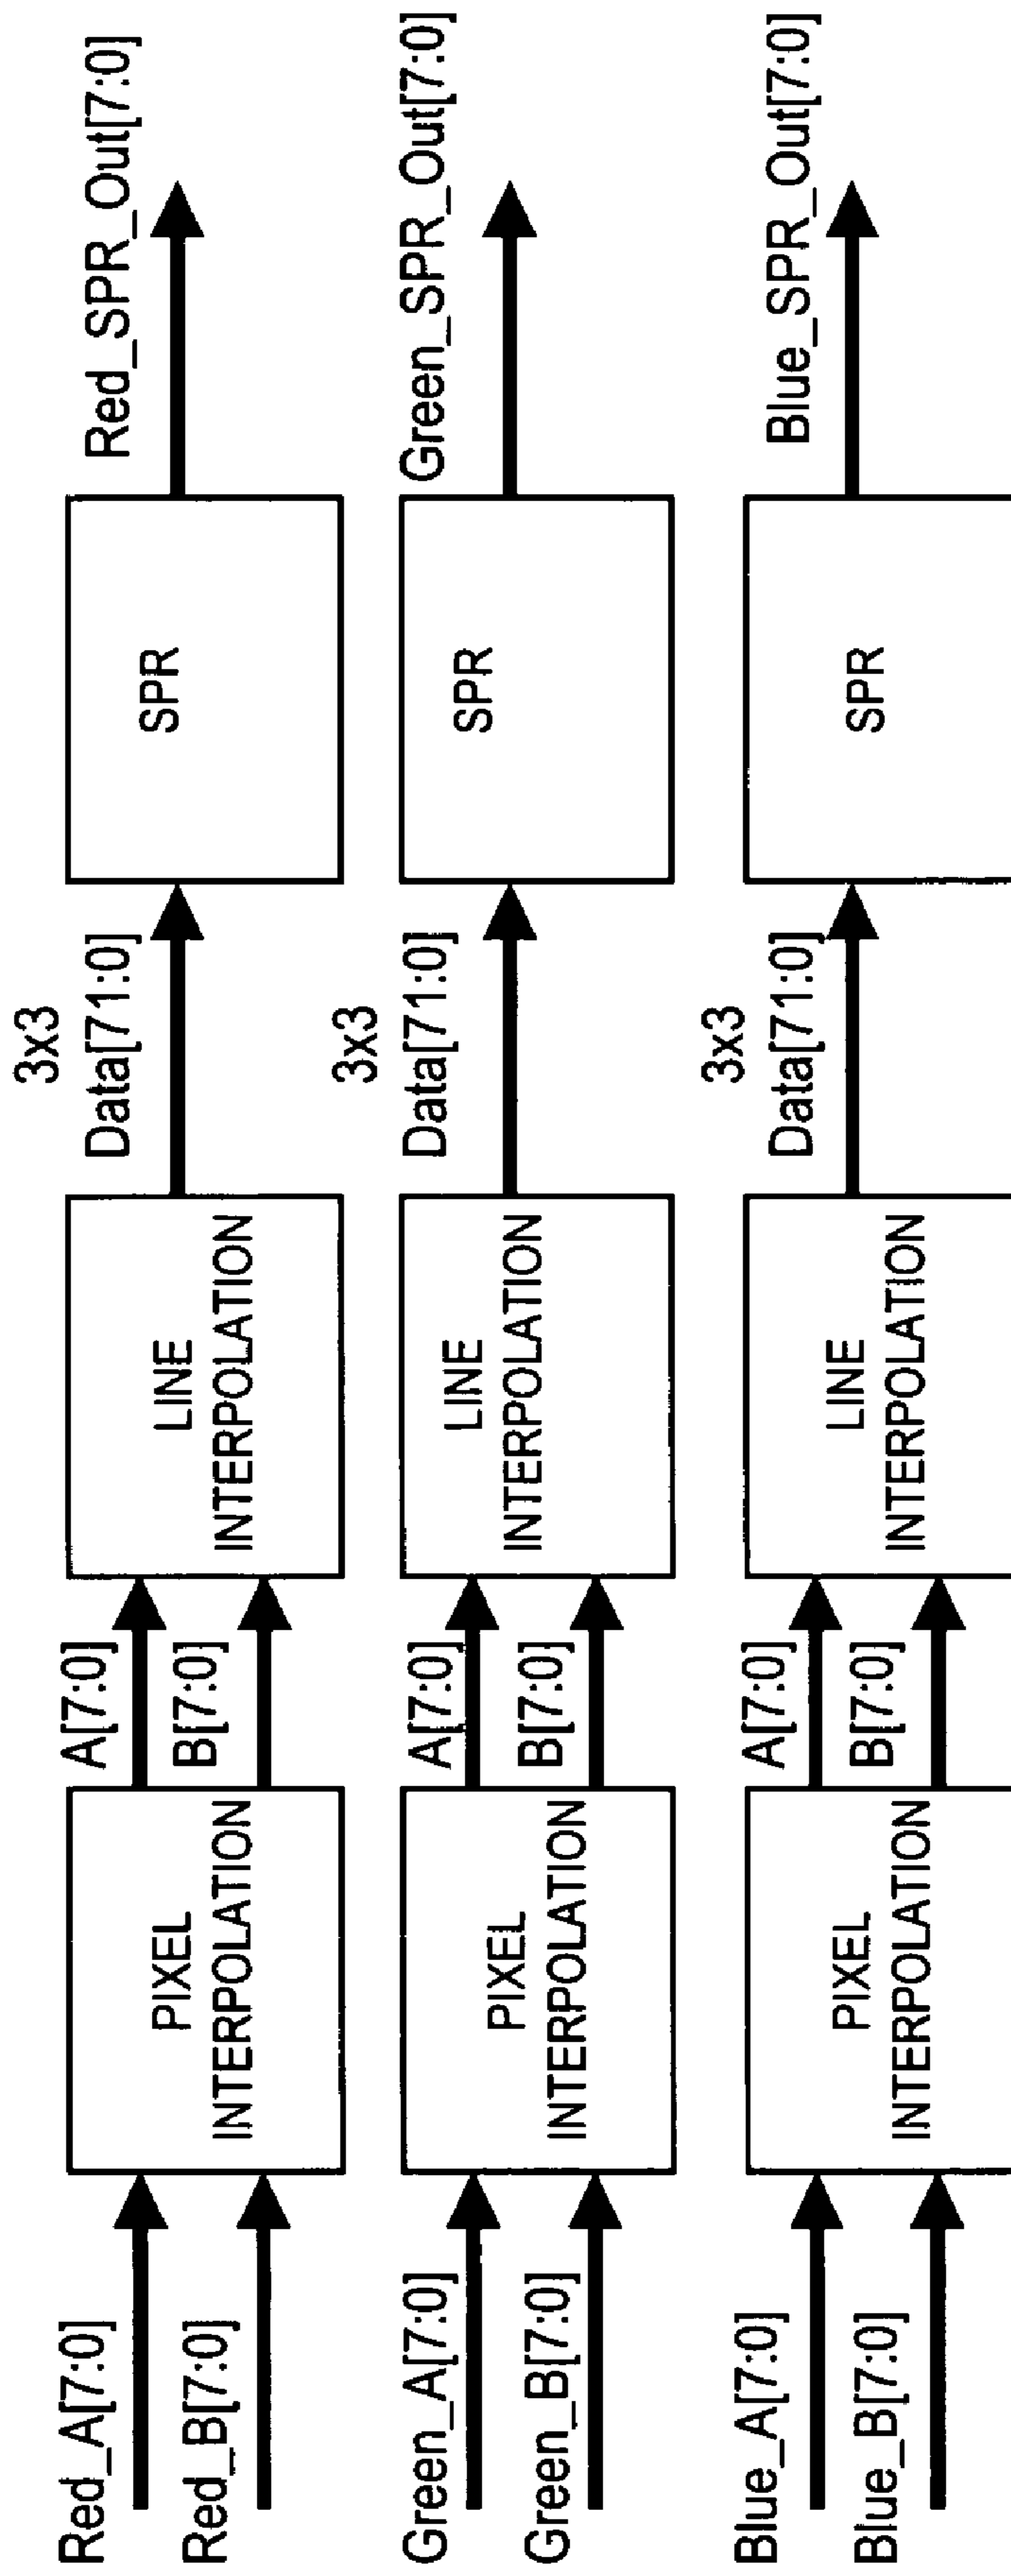 Red_A[7:0]
Red_B[7:0]
PIXEL
INTERPOLATION
A[7:0]
B[7:0]
LINE
INTERPOLATION
3x3
Data[71:0]
SPR
Red_SPR_Out[7:0]
Green_A[7:0]
Green_B[7:0]
PIXEL
INTERPOLATION
A[7:0]
B[7:0]
LINE
INTERPOLATION
3x3
Data[71:0]
SPR
Green_SPR_Out[7:0]
Blue_A[7:0]
Blue_B[7:0]
PIXEL
INTERPOLATION
A[7:0]
B[7:0]
LINE
INTERPOLATION
3x3
Data[71:0]
SPR
Blue_SPR_Out[7:0]